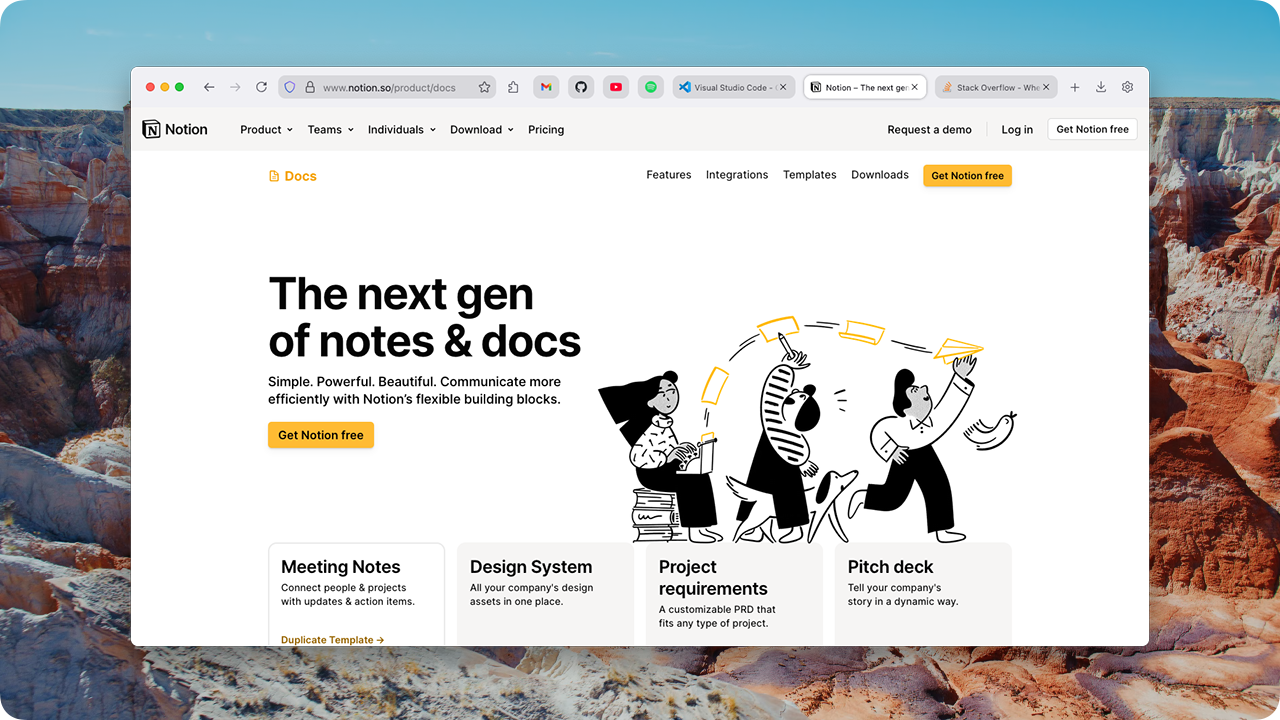 www.notion.so/product/docs
Visual Studio Code - 
Notion – The next gen
Stack Overflow - Whe
Notion
Product
Teams
Individuals
Download
Pricing
Request a demo
Log in
Get Notion free
Docs
Features
Integrations
Templates
Downloads
Get Notion free
The next gen
of notes & docs
Simple. Powerful. Beautiful. Communicate more
efficiently with Notion’s flexible building blocks.
Get Notion free
Meeting Notes
Connect people & projects
with updates & action items.
Duplicate Template →
Design System
All your company's design
assets in one place.
Project
requirements
A customizable PRD that
fits any type of project.
Pitch deck
Tell your company's
story in a dynamic way.